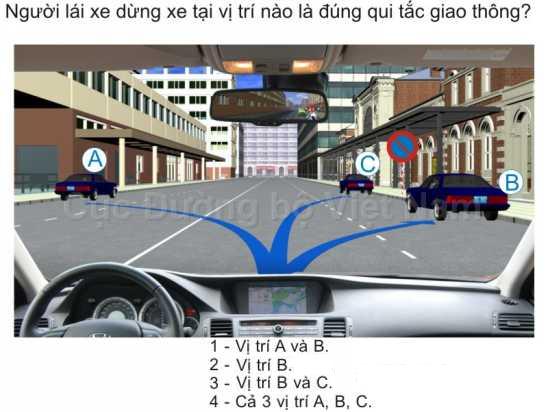 Người lái xe dừng xe tại vị trí nào là đúng qui tắc giao thông?
A
C
B
Cục Đường bộ Việt Nam
1 - Vị trí A và B.
2 - Vị trí B.
3 - Vị trí B và C.
4 - Cả 3 vị trí A, B, C.